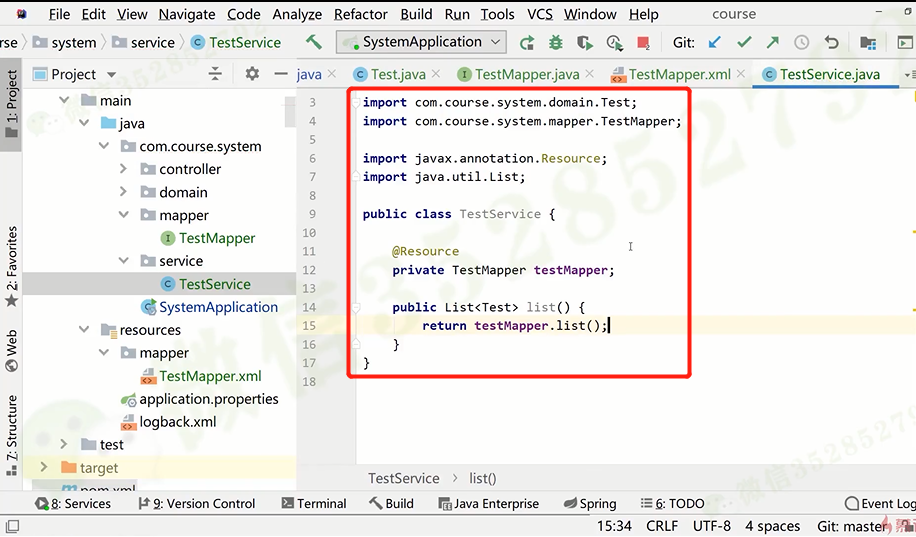 File Edit View Navigate Code Analyze Refactor Build Run Tools VCS Window Help course
rse system service TestService SystemApplication Git:
Project java Test.java TestMapper.java TestMapper.xml TestService.java
1: Project
2: Favorites
Web
Z: Structure
main
java
com.course.system
controller
domain
mapper
TestMapper
service
TestService
SystemApplication
resources
mapper
TestMapper.xml
application.properties
logback.xml
test
target
pom.xml
3 import com.course.system.domain.Test;
4 import com.course.system.mapper.TestMapper;
5
6 import javax.annotation.Resource;
7 import java.util.List;
8
9 public class TestService {
10
11 @Resource
12 private TestMapper testMapper;
13
14 public List<Test> list() {
15 return testMapper.list();
16 }
17 }
18
TestService list()
8: Services 9: Version Control Terminal Build Java Enterprise Spring 6: TODO Event Log
15:34 CRLF UTF-8 4 spaces Git: master